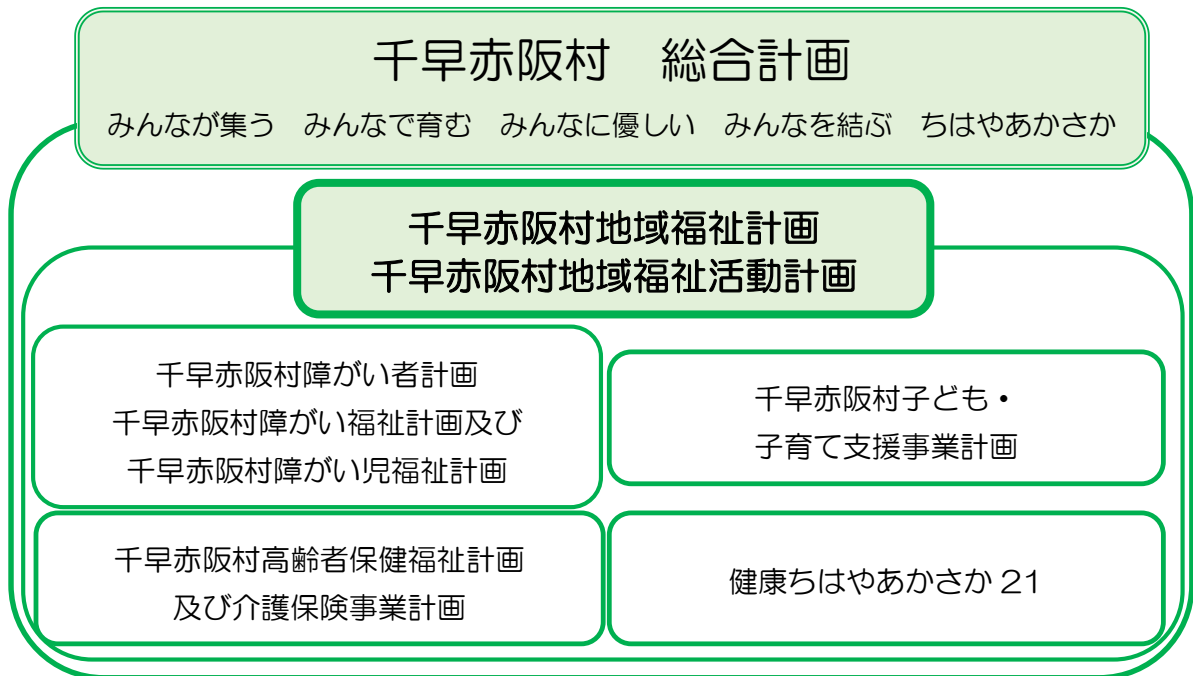 千早赤阪村　総合計画
みんなが集う　みんなで育む　みんなに優しい　みんなを結ぶ　ちはやあかさか
千早赤阪村地域福祉計画
千早赤阪村地域福祉活動計画
千早赤阪村障がい者計画
千早赤阪村障がい福祉計画及び
千早赤阪村障がい児福祉計画
千早赤阪村子ども・
子育て支援事業計画
千早赤阪村高齢者保健福祉計画
及び介護保険事業計画
健康ちはやあかさか 21